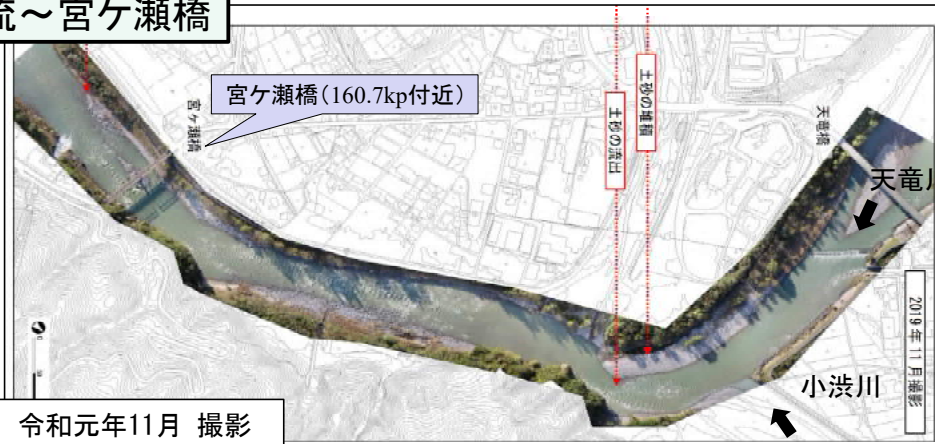 流～宮ケ瀬橋
宮ケ瀬橋（160.7kp付近）
宮ヶ瀬橋
土砂の流出
土砂の堆積
天竜橋
天竜川
小渋川
2019年11月撮影
令和元年11月 撮影